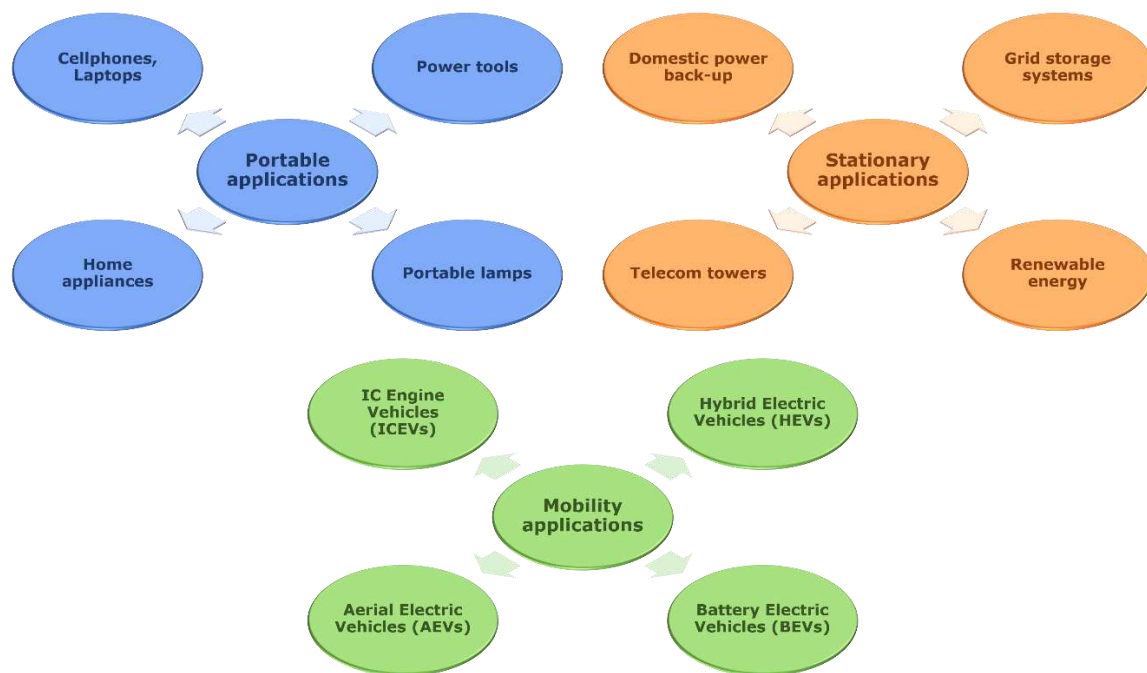 Cellphones,
Laptops
Power tools
Portable
applications
Home
appliances
Portable lamps
Domestic power
back-up
Grid storage
systems
Stationary
applications
Telecom towers
Renewable
energy
IC Engine
Vehicles
(ICEVs)
Hybrid Electric
Vehicles (HEVs)
Mobility
applications
Aerial Electric
Vehicles (AEVs)
Battery Electric
Vehicles (BEVs)